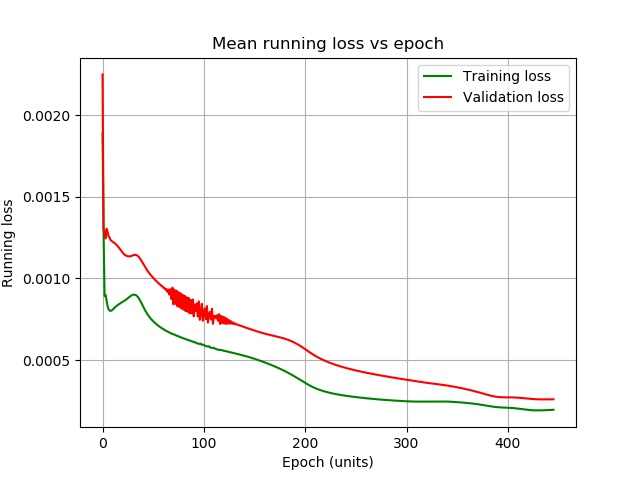 Mean running loss vs epoch
Training loss
Validation loss
0.0020
0.0015
0.0010
0.0005
Running loss
0
100
200
300
400
Epoch (units)